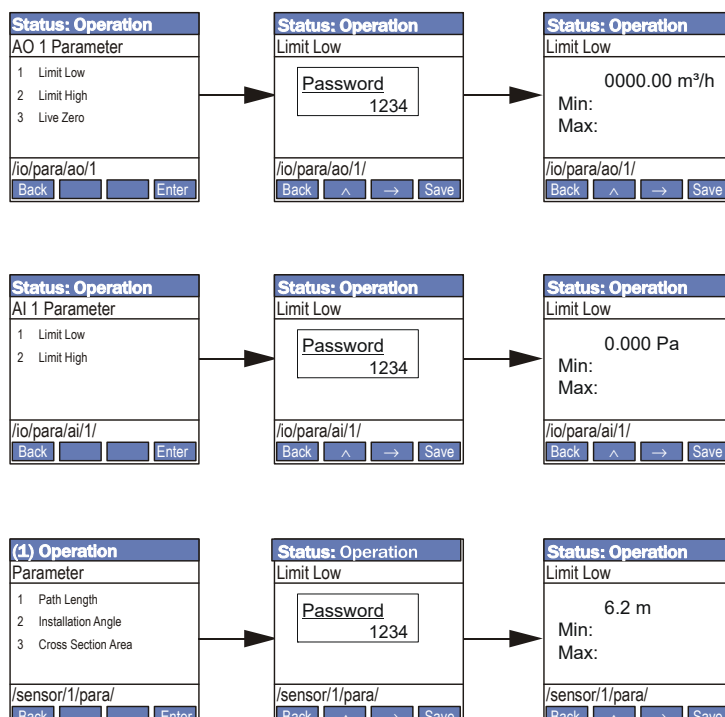 Status: Operation
AO 1 Parameter
1 Limit Low
2 Limit High
3 Live Zero
/io/para/ao/1
Back Enter
Status: Operation
Limit Low
Password
1234
/io/para/ao/1/
Back ^ → Save
Status: Operation
Limit Low
0000.00 m³/h
Min:
Max:
/io/para/ao/1/
Back ^ → Save
Status: Operation
AI 1 Parameter
1 Limit Low
2 Limit High
/io/para/ai/1/
Back Enter
Status: Operation
Limit Low
Password
1234
/io/para/ai/1/
Back ^ → Save
Status: Operation
Limit Low
0.000 Pa
Min:
Max:
/io/para/ai/1/
Back ^ → Save
(1) Operation
Parameter
1 Path Length
2 Installation Angle
3 Cross Section Area
/sensor/1/para/
Back Enter
Status: Operation
Limit Low
Password
1234
/sensor/1/para/
Back ^ → Save
Status: Operation
Limit Low
6.2 m
Min:
Max:
/sensor/1/para/
Back ^ → Save